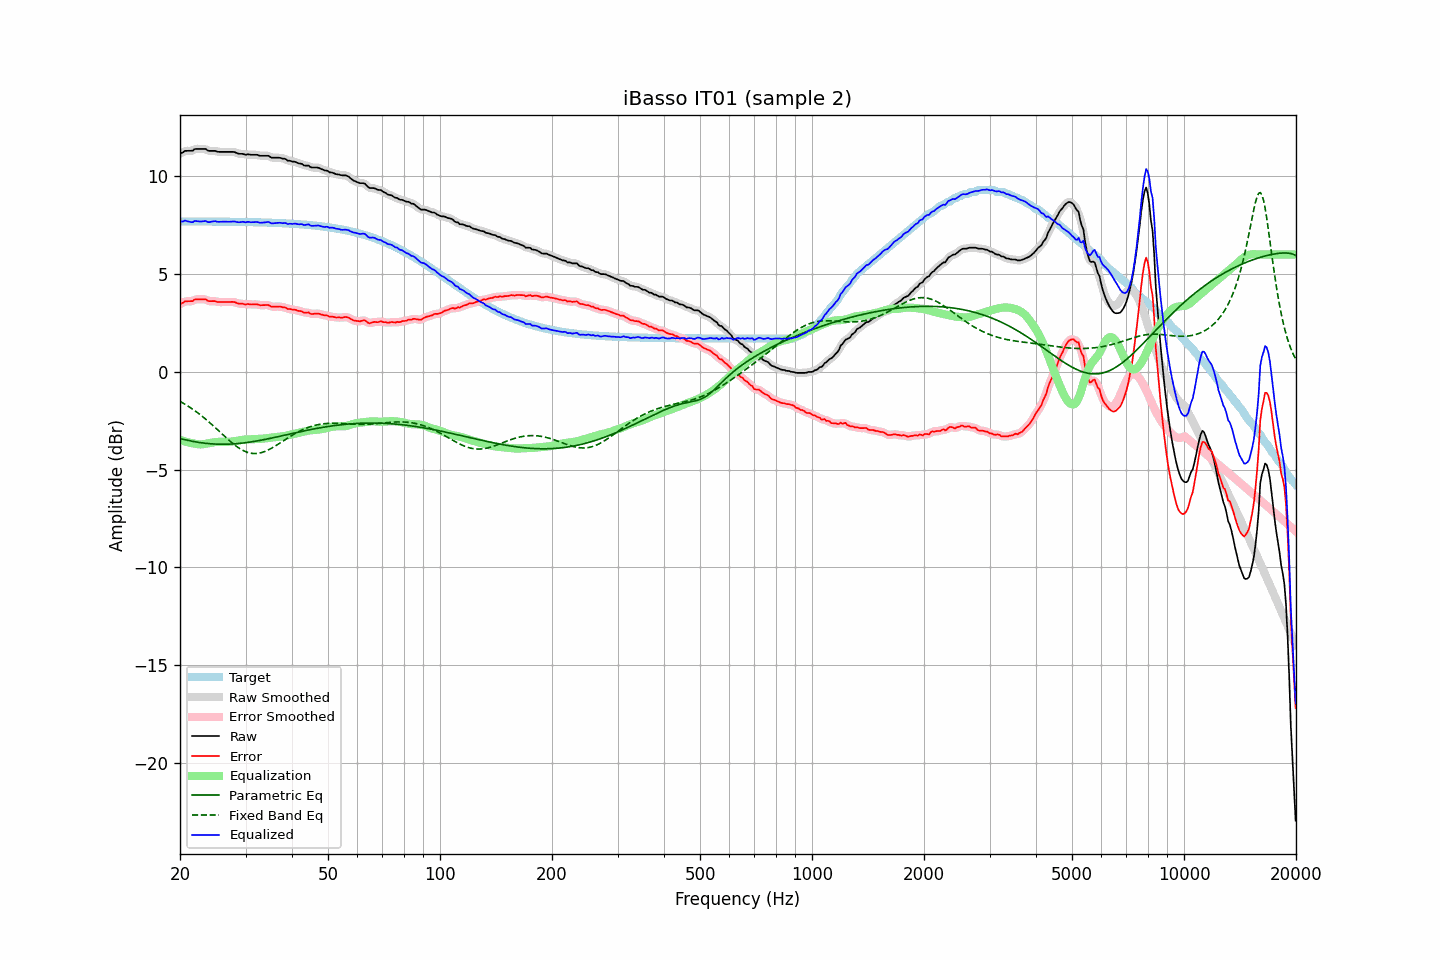 iBasso IT01 (sample 2)
Amplitude (dBr)
10
5
0
−5
−10
−15
−20
Target
Raw Smoothed
Error Smoothed
Raw
Error
Equalization
Parametric Eq
Fixed Band Eq
Equalized
20 50 100 200 500 1000 2000 5000 10000 20000
Frequency (Hz)